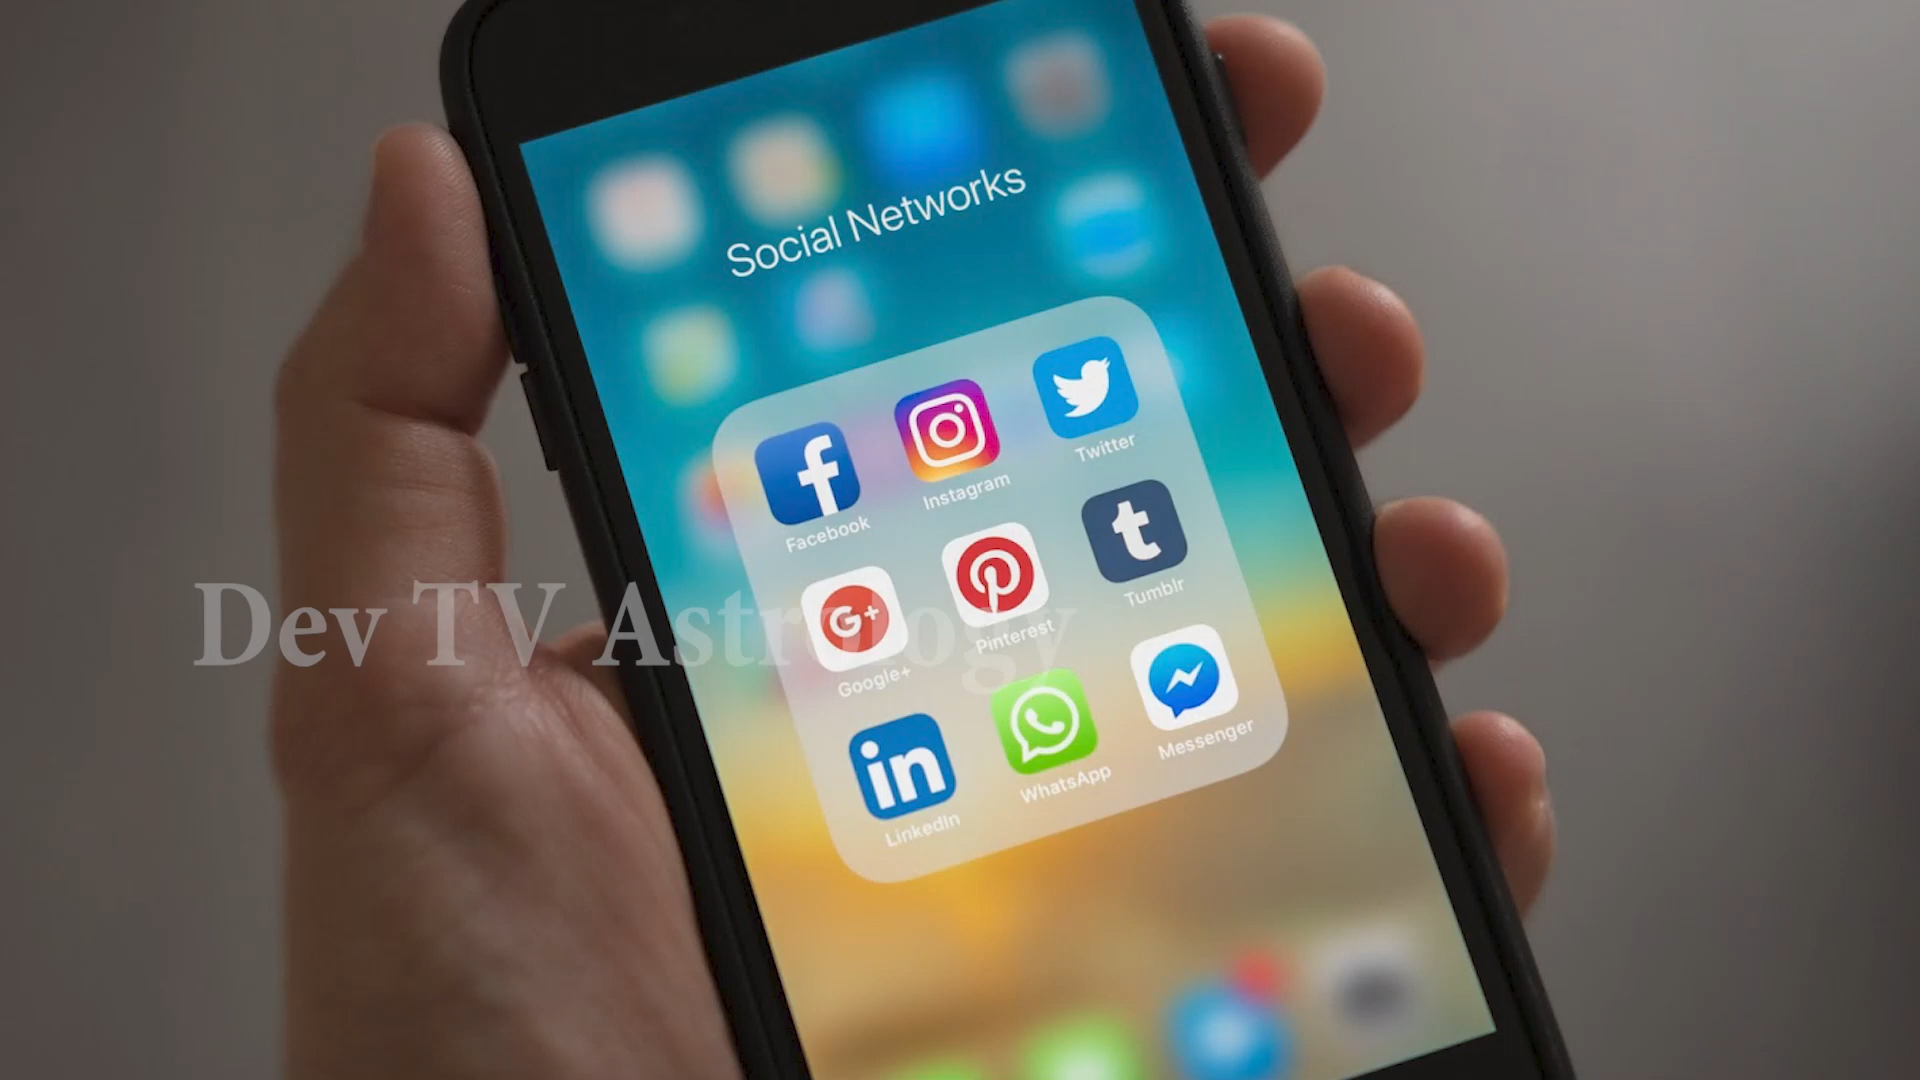 Social Networks
Facebook
Instagram
Twitter
Google+
Pinterest
Tumblr
LinkedIn
WhatsApp
Messenger
Dev TV Astrology